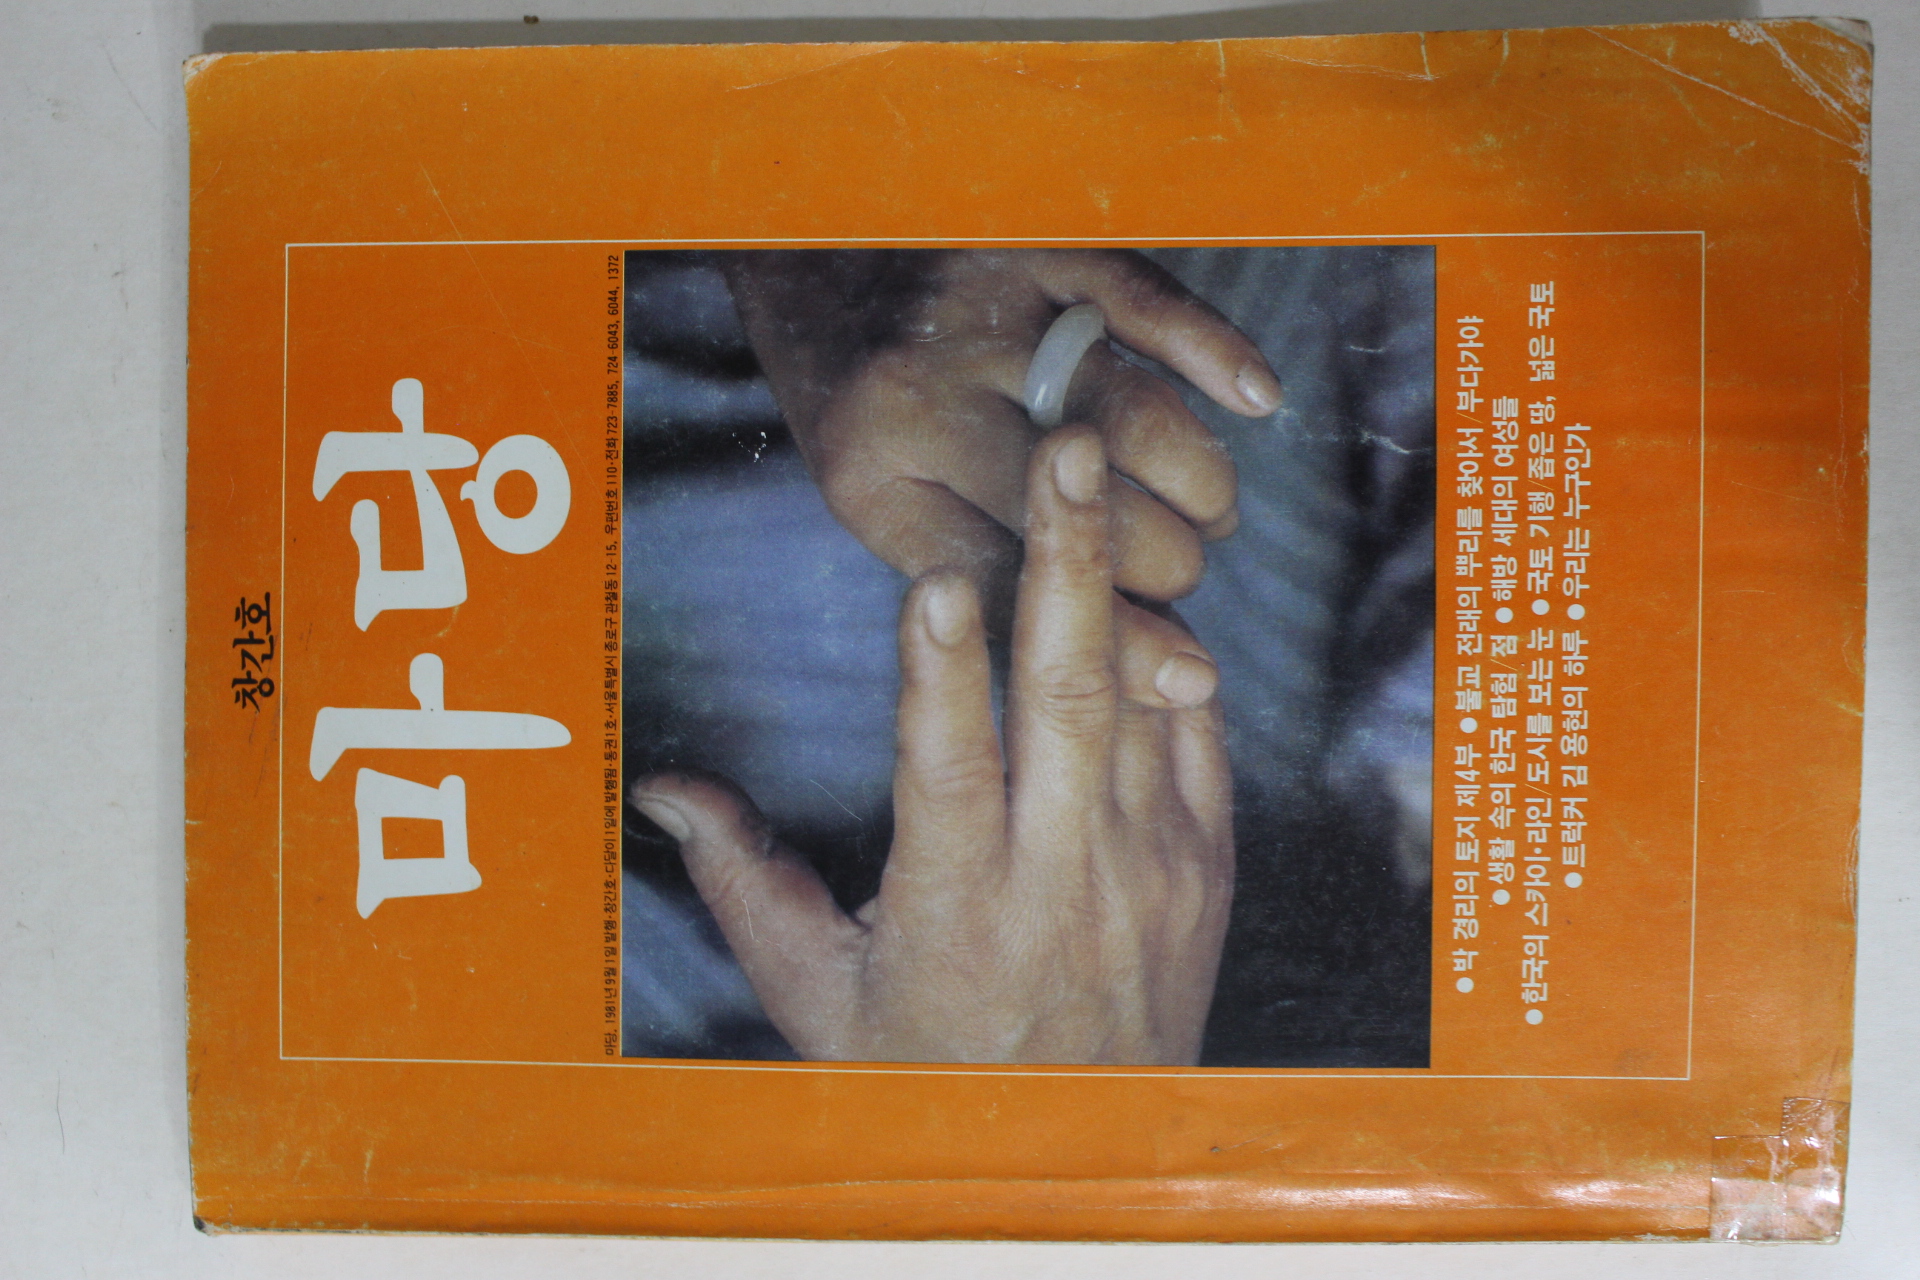 창간호
마당
마당, 1981년 9월 1일 발행·창간호·다달이 1일에 발행됨·통권 1호·서울특별시 종로구 관철동 12-15, 우편번호 110·전화 723-7885, 724-6043, 6044, 1372
●박 경리의 토지 제4부 ●불교 전래의 뿌리를 찾아서/부다가야
●생활 속의 한국 탐험/점 ●해방 세대의 여성들
●한국의 스카이·라인/도시를 보는 눈 ●국토 기행/좁은 땅, 넓은 국토
●트럭커 김 용현의 하루 ●우리는 누구인가